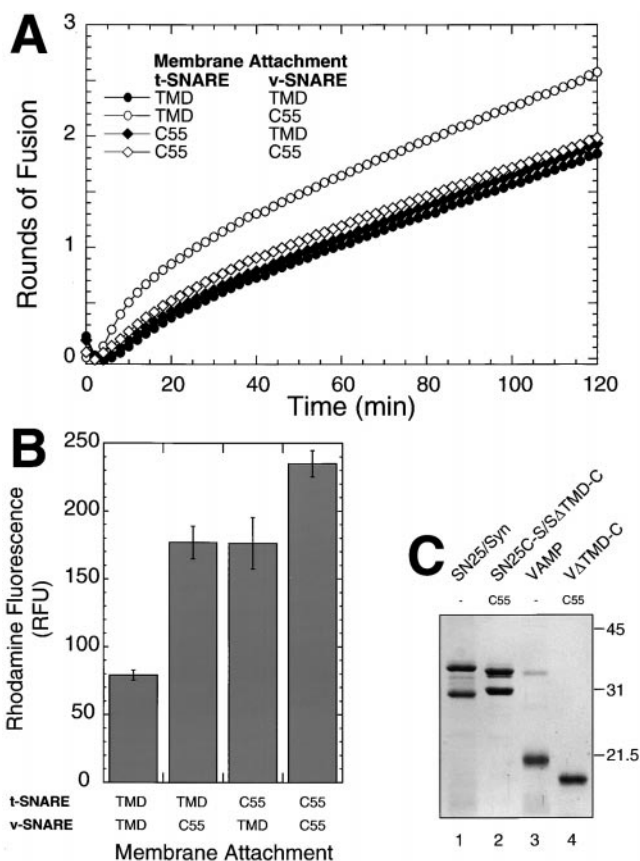 A
3
2
1
0
Rounds of Fusion
Membrane Attachment
t-SNARE v-SNARE
TMD TMD
TMD C55
C55 TMD
C55 C55
0 20 40 60 80 100 120
Time (min)
B
250
200
150
100
50
0
Rhodamine Fluorescence
(RFU)
t-SNARE TMD TMD C55 C55
v-SNARE TMD C55 TMD C55
Membrane Attachment
C
SN25/Syn
SN25C-S/SΔTMD-C
VAMP
VΔTMD-C
- C55 - C55
45
31
21.5
1 2 3 4